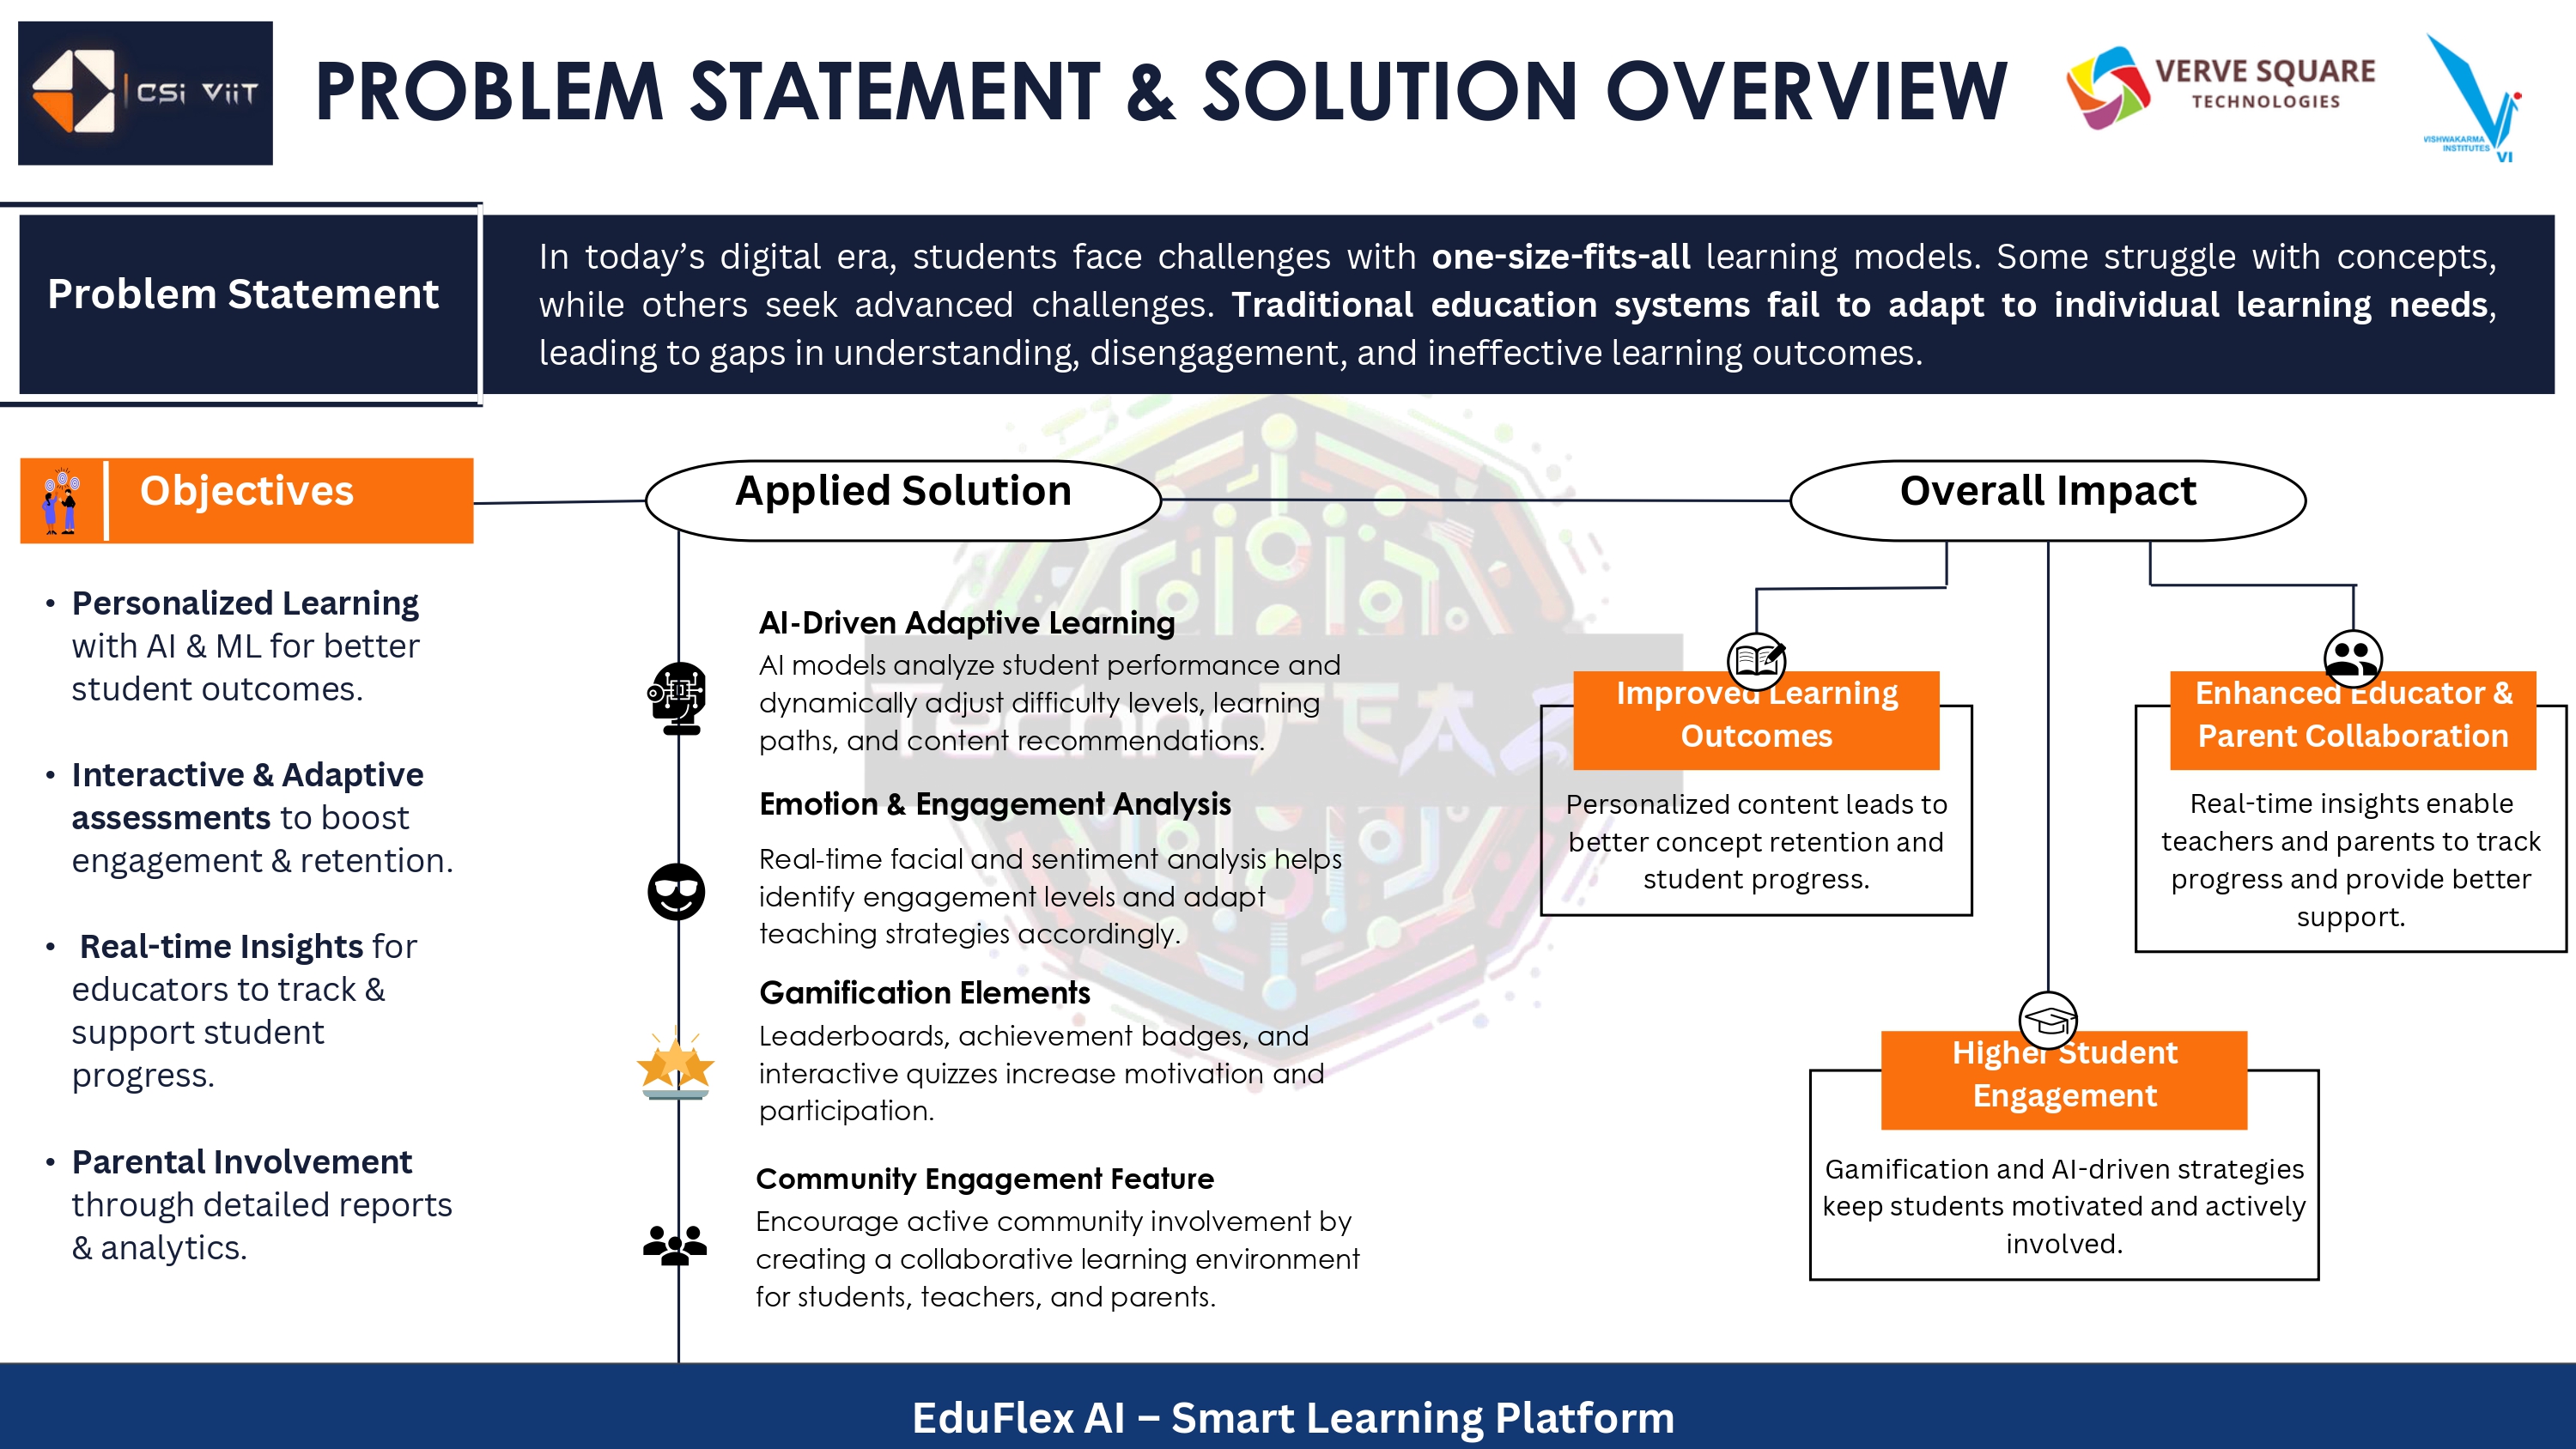 CSi ViiT
PROBLEM STATEMENT & SOLUTION OVERVIEW
VERVE SQUARE
TECHNOLOGIES
VISHWAKARMA
INSTITUTES
VI
Problem Statement
In today’s digital era, students face challenges with one-size-fits-all learning models. Some struggle with concepts,
while others seek advanced challenges. Traditional education systems fail to adapt to individual learning needs,
leading to gaps in understanding, disengagement, and ineffective learning outcomes.
Objectives
• Personalized Learning
with AI & ML for better
student outcomes.
• Interactive & Adaptive
assessments to boost
engagement & retention.
• Real-time Insights for
educators to track &
support student
progress.
• Parental Involvement
through detailed reports
& analytics.
Applied Solution
AI-Driven Adaptive Learning
AI models analyze student performance and
dynamically adjust difficulty levels, learning
paths, and content recommendations.
Emotion & Engagement Analysis
Real-time facial and sentiment analysis helps
identify engagement levels and adapt
teaching strategies accordingly.
Gamification Elements
Leaderboards, achievement badges, and
interactive quizzes increase motivation and
participation.
Community Engagement Feature
Encourage active community involvement by
creating a collaborative learning environment
for students, teachers, and parents.
Overall Impact
Improved Learning
Outcomes
Personalized content leads to
better concept retention and
student progress.
Enhanced Educator &
Parent Collaboration
Real-time insights enable
teachers and parents to track
progress and provide better
support.
Higher Student
Engagement
Gamification and AI-driven strategies
keep students motivated and actively
involved.
EduFlex AI – Smart Learning Platform